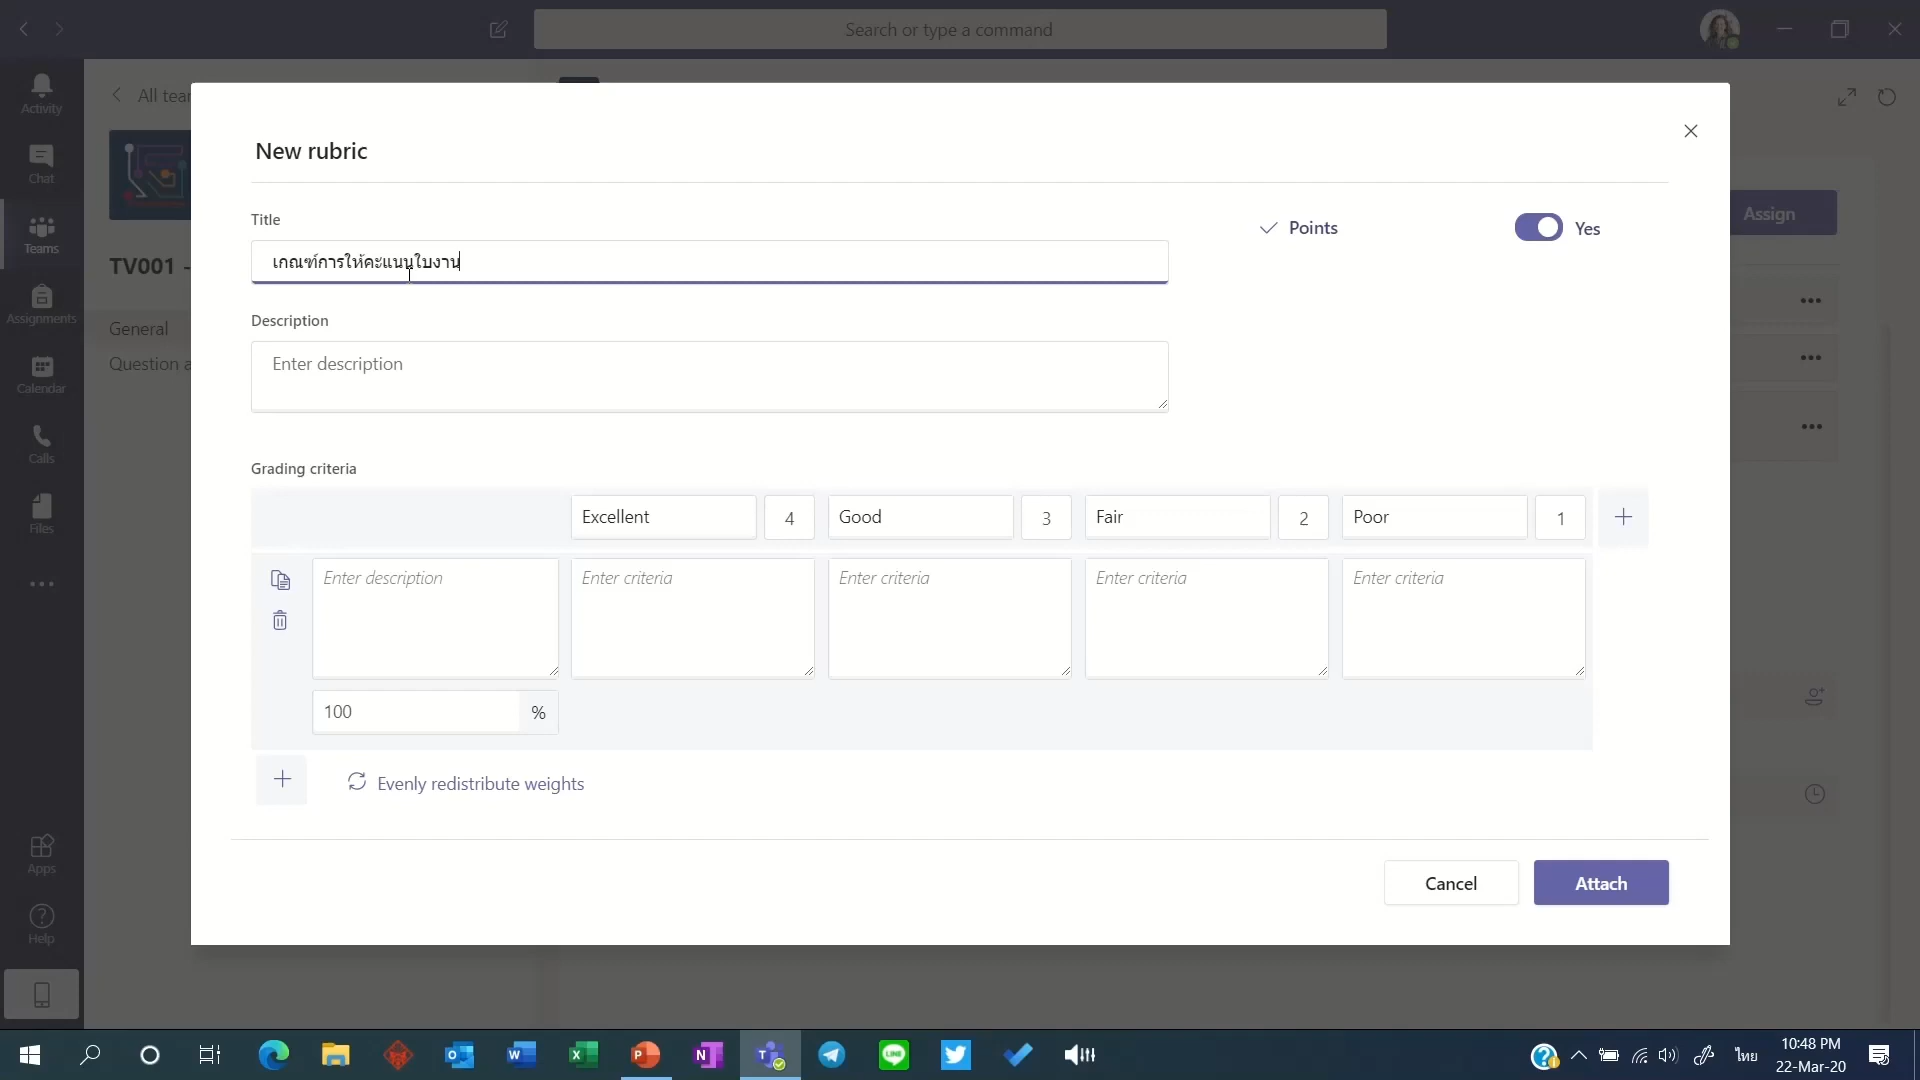 Search or type a command
Activity
Chat
Teams
Assignments
Calendar
Calls
Files
Apps
Help
All tea
TV001 -
General
Question a
Assign
New rubric
Title
เกณฑ์การให้คะแนนใบงาน
Points
Yes
Description
Enter description
Grading criteria
Excellent 4 Good 3 Fair 2 Poor 1
Enter description Enter criteria Enter criteria Enter criteria Enter criteria
100 %
Evenly redistribute weights
Cancel Attach
ไทย
10:48 PM
22-Mar-20